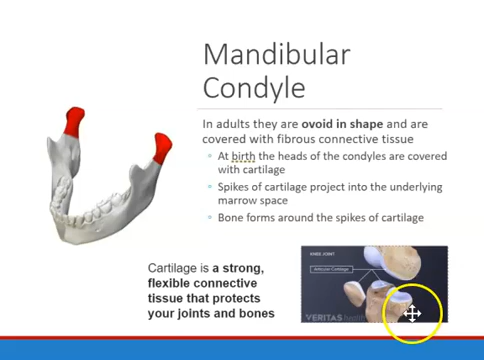 Mandibular
Condyle
In adults they are ovoid in shape and are
covered with fibrous connective tissue
At birth the heads of the condyles are covered
with cartilage
Spikes of cartilage project into the underlying
marrow space
Bone forms around the spikes of cartilage
Cartilage is a strong,
flexible connective
tissue that protects
your joints and bones
KNEE JOINT
Articular Cartilage
VERITAS health